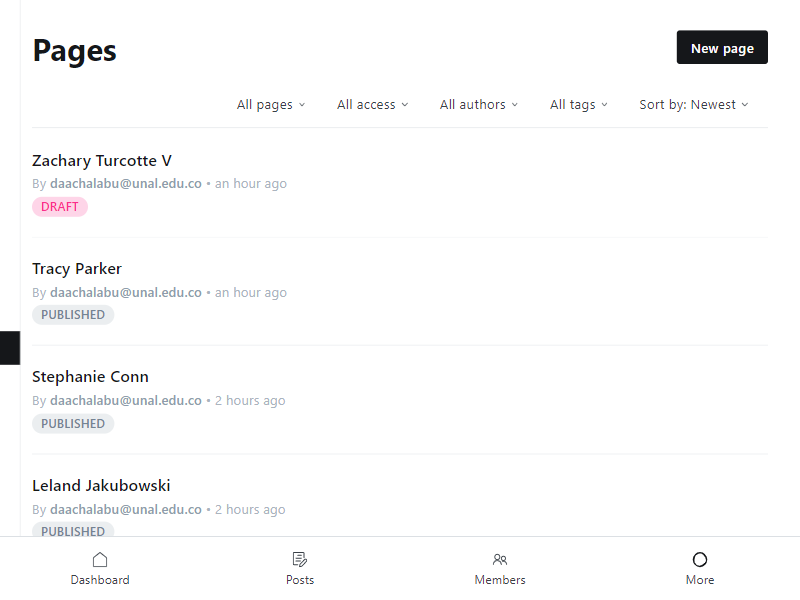 Pages
New page
All pages
All access
All authors
All tags
Sort by: Newest
Zachary Turcotte V
By daachalabu@unal.edu.co • an hour ago
DRAFT
Tracy Parker
By daachalabu@unal.edu.co • an hour ago
PUBLISHED
Stephanie Conn
By daachalabu@unal.edu.co • 2 hours ago
PUBLISHED
Leland Jakubowski
By daachalabu@unal.edu.co • 2 hours ago
PUBLISHED
Dashboard
Posts
Members
More